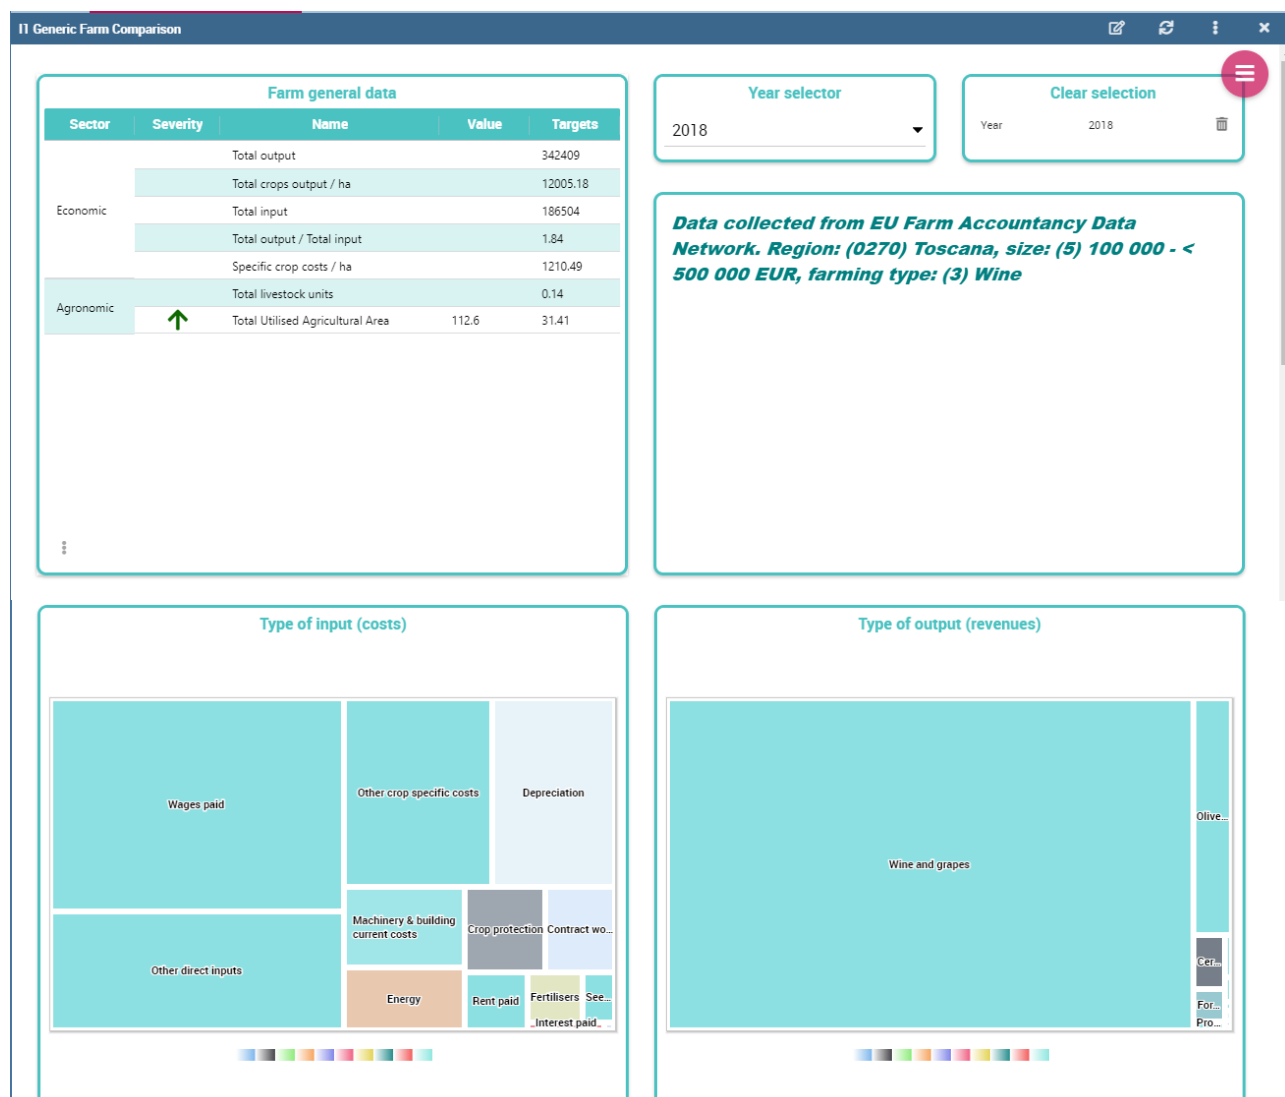 I1 Generic Farm Comparison
Farm general data
Sector Severity Name Value Targets
Economic
Total output 342409
Total crops output / ha 12005.18
Total input 186504
Total output / Total input 1.84
Specific crop costs / ha 1210.49
Agronomic
Total livestock units 0.14
Total Utilised Agricultural Area 112.6 31.41
Year selector
2018
Clear selection
Year 2018
Data collected from EU Farm Accountancy Data
Network. Region: (0270) Toscana, size: (5) 100 000 - <
500 000 EUR, farming type: (3) Wine
Type of input (costs)
Wages paid
Other crop specific costs
Depreciation
Other direct inputs
Machinery & building
current costs
Crop protection
Contract wo...
Energy
Rent paid
Fertilisers
See...
Interest paid
Type of output (revenues)
Wine and grapes
Olive...
Cer...
For...
Pro...